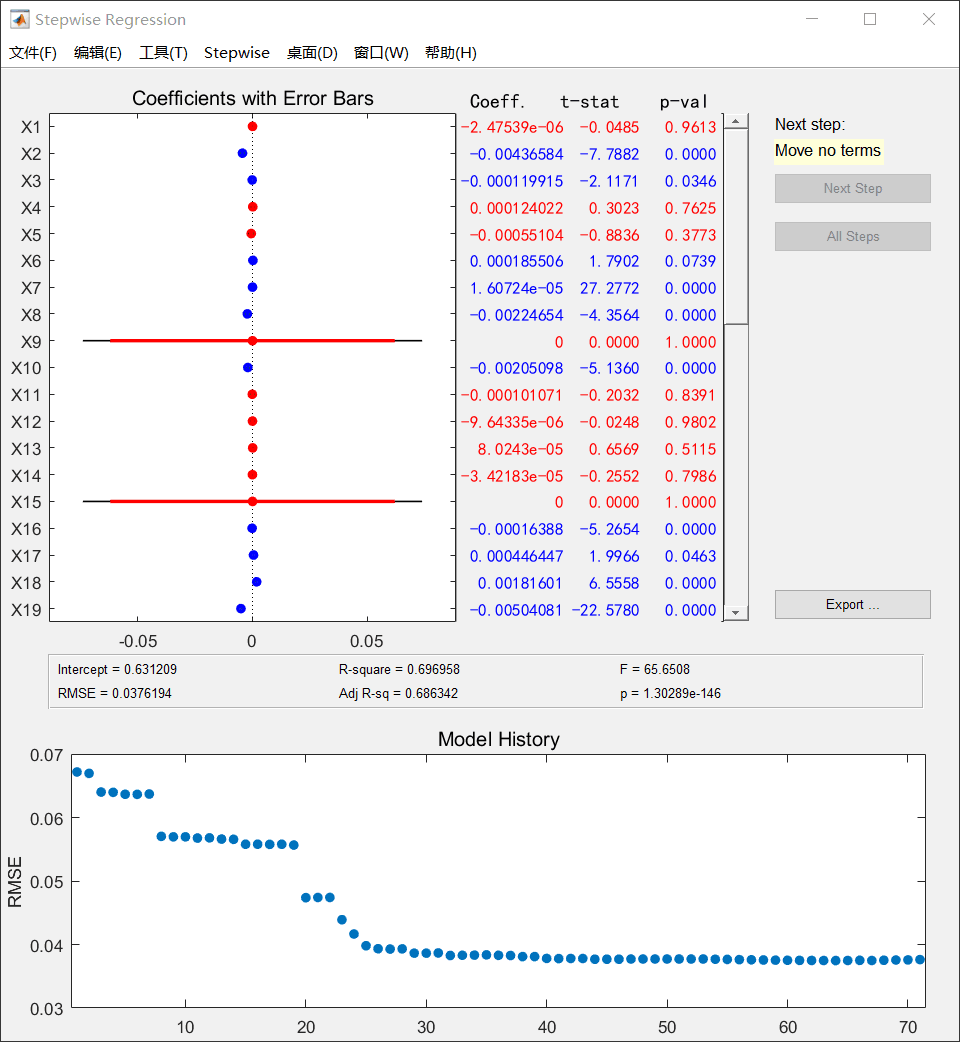 Stepwise Regression
文件(F) 编辑(E) 工具(T) Stepwise 桌面(D) 窗口(W) 帮助(H)
Coefficients with Error Bars Coeff. t-stat p-val
X1 -2.47539e-06 -0.0485 0.9613
X2 -0.00436584 -7.7882 0.0000
X3 -0.000119915 -2.1171 0.0346
X4 0.000124022 0.3023 0.7625
X5 -0.00055104 -0.8836 0.3773
X6 0.000185506 1.7902 0.0739
X7 1.60724e-05 27.2772 0.0000
X8 -0.00224654 -4.3564 0.0000
X9 0 0.0000 1.0000
X10 -0.00205098 -5.1360 0.0000
X11 -0.000101071 -0.2032 0.8391
X12 -9.64335e-06 -0.0248 0.9802
X13 8.0243e-05 0.6569 0.5115
X14 -3.42183e-05 -0.2552 0.7986
X15 0 0.0000 1.0000
X16 -0.00016388 -5.2654 0.0000
X17 0.000446447 1.9966 0.0463
X18 0.00181601 6.5558 0.0000
X19 -0.00504081 -22.5780 0.0000
-0.05 0 0.05
Next step:
Move no terms
Next Step
All Steps
Export ...
Intercept = 0.631209 R-square = 0.696958 F = 65.6508
RMSE = 0.0376194 Adj R-sq = 0.686342 p = 1.30289e-146
Model History
RMSE
0.07
0.06
0.05
0.04
0.03
10 20 30 40 50 60 70